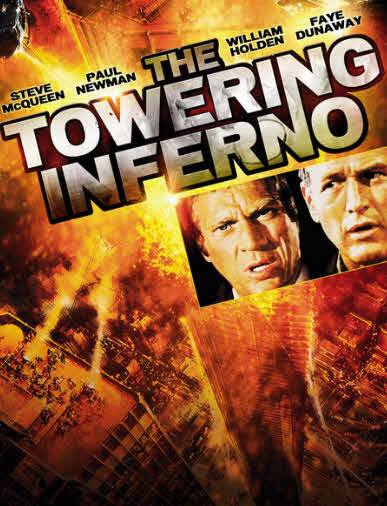 STEVE McQUEEN
PAUL NEWMAN
WILLIAM HOLDEN
FAYE DUNAWAY
THE
TOWERING
INFERNO